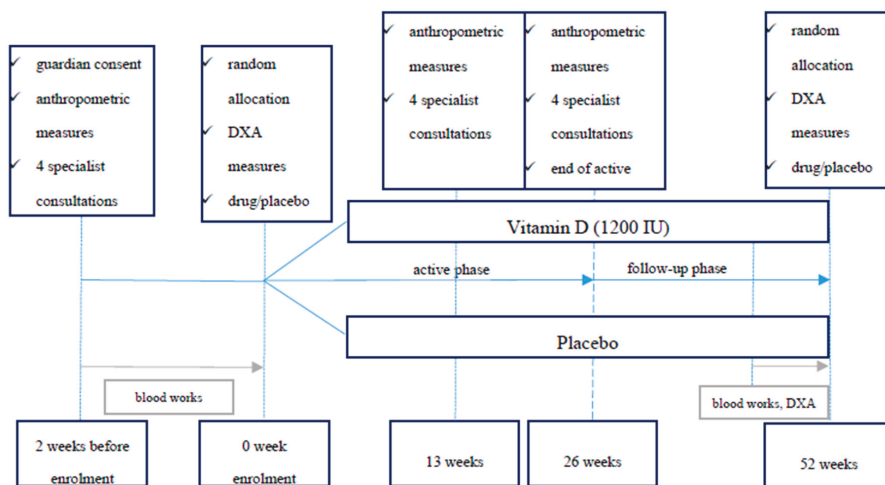 ✓ guardian consent
✓ anthropometric
measures
✓ 4 specialist
consultations
✓ random
allocation
✓ DXA
measures
✓ drug/placebo
✓ anthropometric
measures
✓ 4 specialist
consultations
✓ anthropometric
measures
✓ 4 specialist
consultations
✓ end of active
✓ random
allocation
✓ DXA
measures
✓ drug/placebo
Vitamin D (1200 IU)
active phase
follow-up phase
Placebo
blood works
blood works, DXA
2 weeks before
enrolment
0 week
enrolment
13 weeks
26 weeks
52 weeks